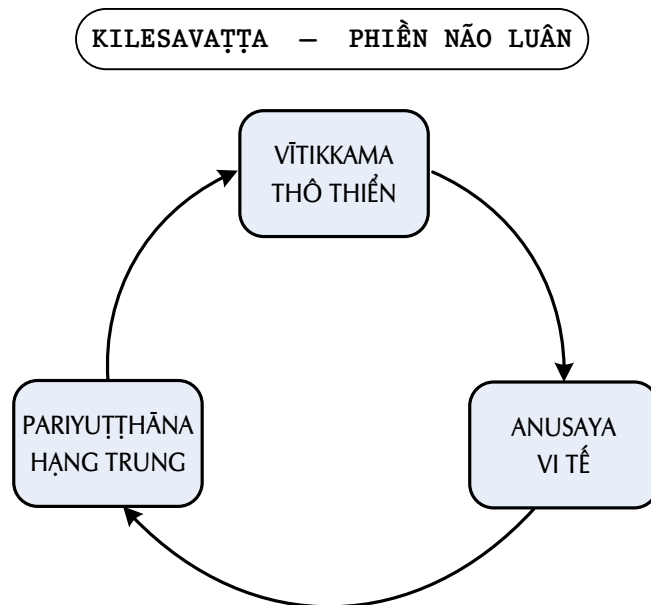 KILESAVAṬṬA – PHIỀN NÃO LUÂN
VĪTIKKAMA
THÔ THIỂN
PARIYUṬṬHĀNA
HẠNG TRUNG
ANUSAYA
VI TẾ